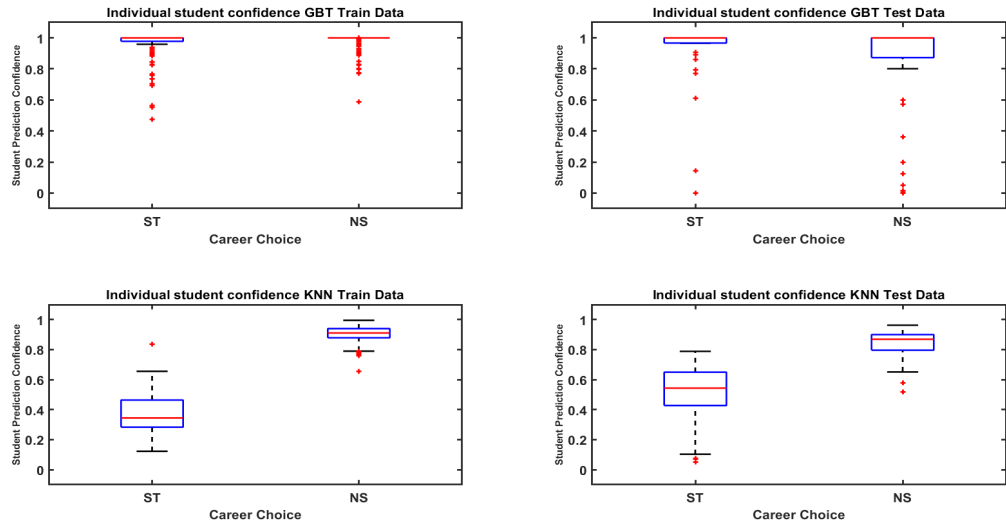 Individual student confidence GBT Train Data
Student Prediction Confidence
1
0.8
0.6
0.4
0.2
0
ST
NS
Career Choice
Individual student confidence GBT Test Data
Student Prediction Confidence
1
0.8
0.6
0.4
0.2
0
ST
NS
Career Choice
Individual student confidence KNN Train Data
Student Prediction Confidence
1
0.8
0.6
0.4
0.2
0
ST
NS
Career Choice
Individual student confidence KNN Test Data
Student Prediction Confidence
1
0.8
0.6
0.4
0.2
0
ST
NS
Career Choice